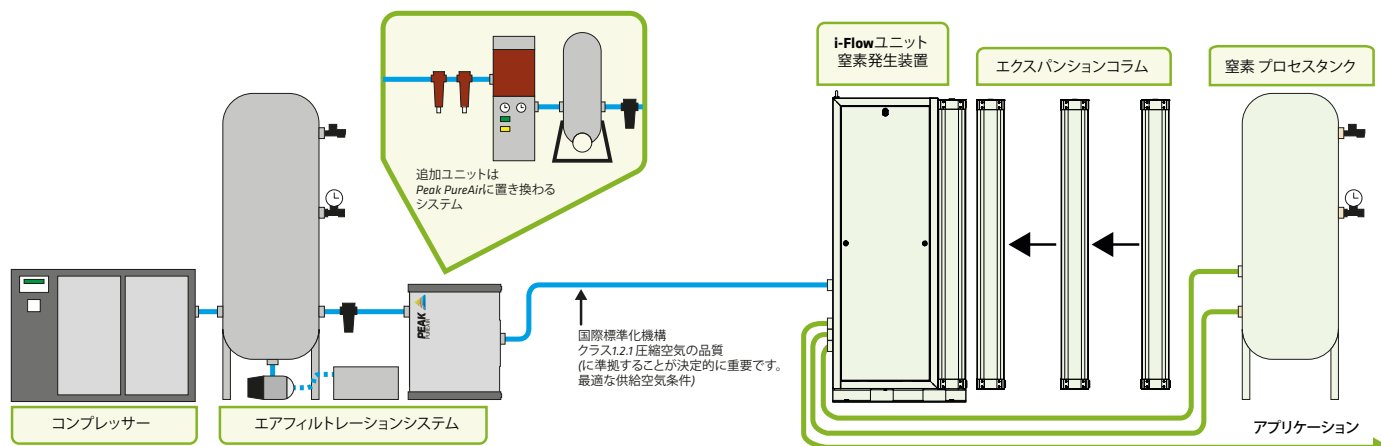 i-Flowユニット
窒素発生装置
エクスパンションコラム
窒素 プロセスタンク
追加ユニットは
Peak PureAirに置き換わる
システム
PEAK
PUREAIR
国際標準化機構
クラス1.2.1 圧縮空気の品質
(に準拠することが決定的に重要です。
最適な供給空気条件)
コンプレッサー
エアフィルトレーションシステム
アプリケーション